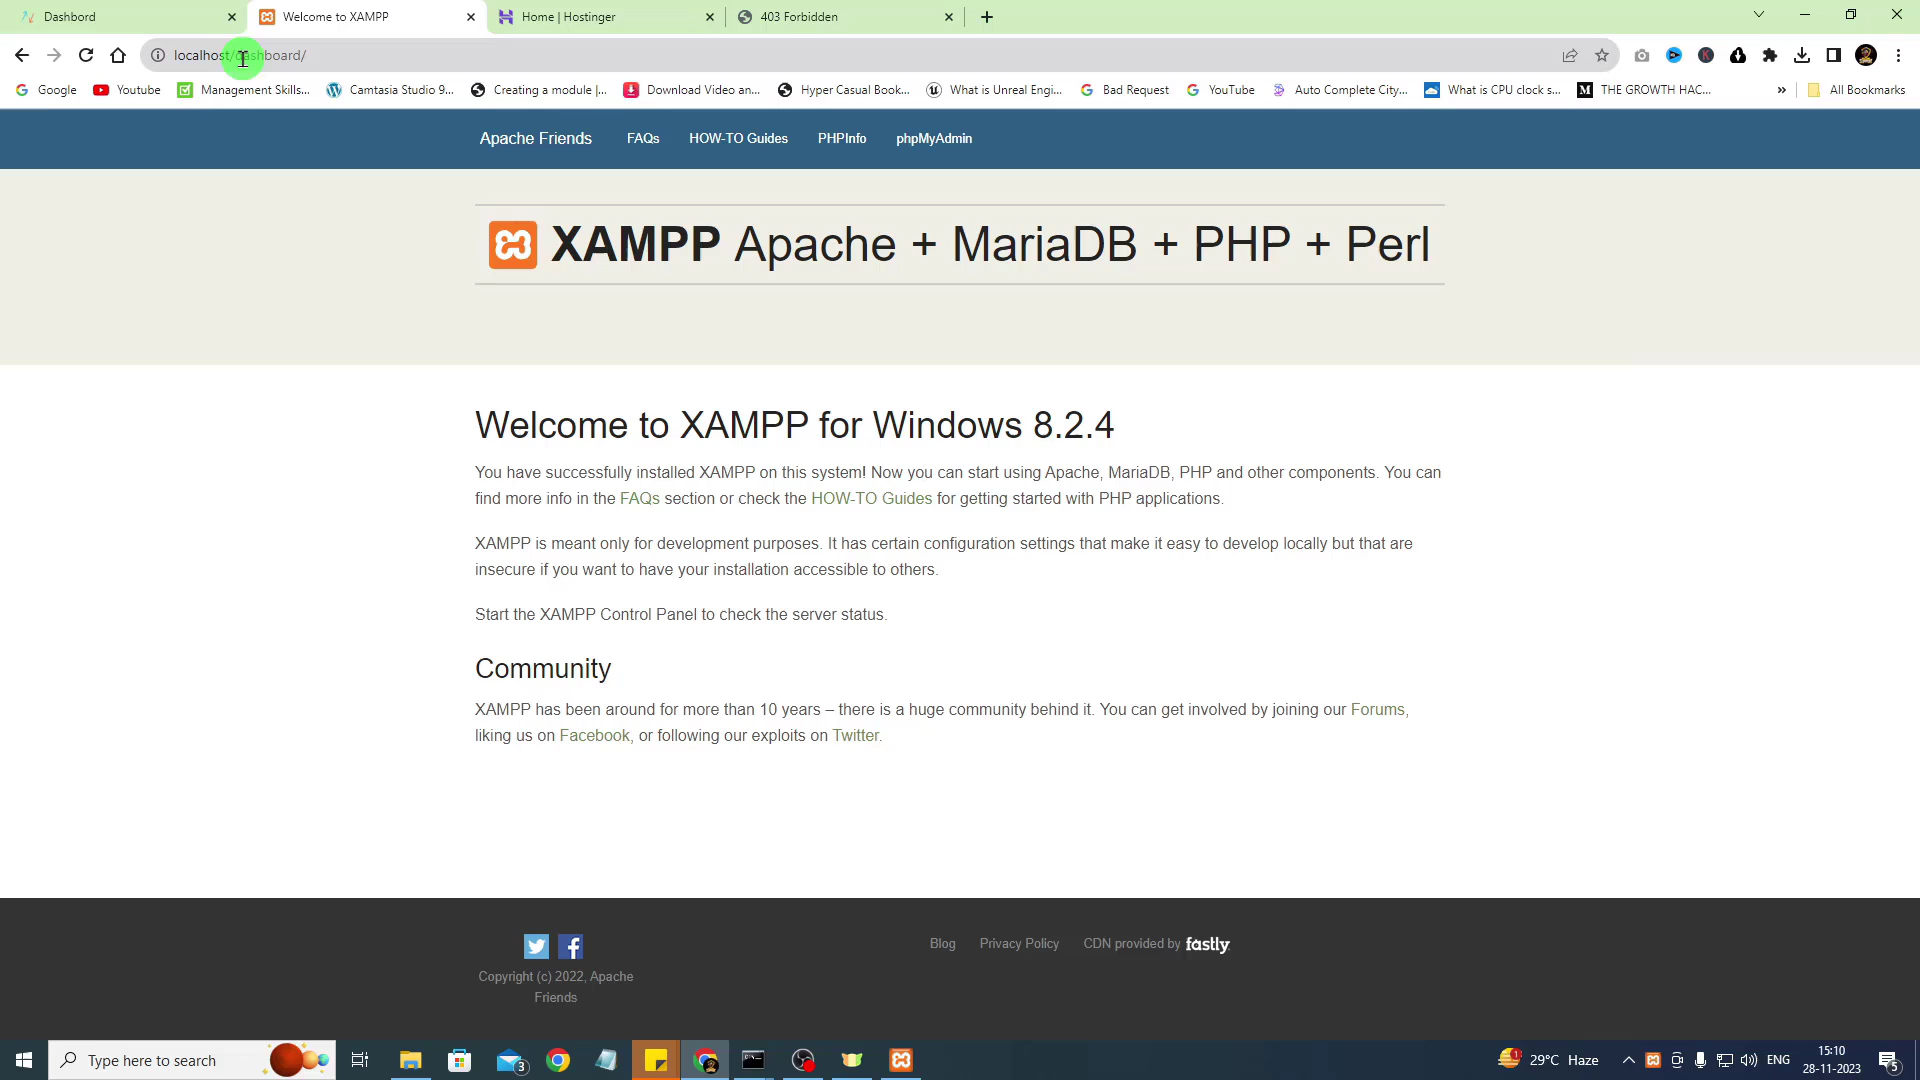 Dashbord
Welcome to XAMPP
Home | Hostinger
403 Forbidden
localhost/dashboard/
Google
Youtube
Management Skills...
Camtasia Studio 9...
Creating a module |...
Download Video an...
Hyper Casual Book...
What is Unreal Eng...
Bad Request
YouTube
Auto Complete City...
What is CPU clock s...
THE GROWTH HAC...
»
All Bookmarks
Apache Friends
FAQs
HOW-TO Guides
PHPInfo
phpMyAdmin
XAMPP Apache + MariaDB + PHP + Perl
Welcome to XAMPP for Windows 8.2.4
You have successfully installed XAMPP on this system! Now you can start using Apache, MariaDB, PHP and other components. You can
find more info in the FAQs section or check the HOW-TO Guides for getting started with PHP applications.
XAMPP is meant only for development purposes. It has certain configuration settings that make it easy to develop locally but that are
insecure if you want to have your installation accessible to others.
Start the XAMPP Control Panel to check the server status.
Community
XAMPP has been around for more than 10 years – there is a huge community behind it. You can get involved by joining our Forums,
liking us on Facebook, or following our exploits on Twitter.
Blog
Privacy Policy
CDN provided by fastly
Copyright (c) 2022, Apache
Friends
Type here to search
3
1
29°C Haze
ENG
15:10
28-11-2023
5